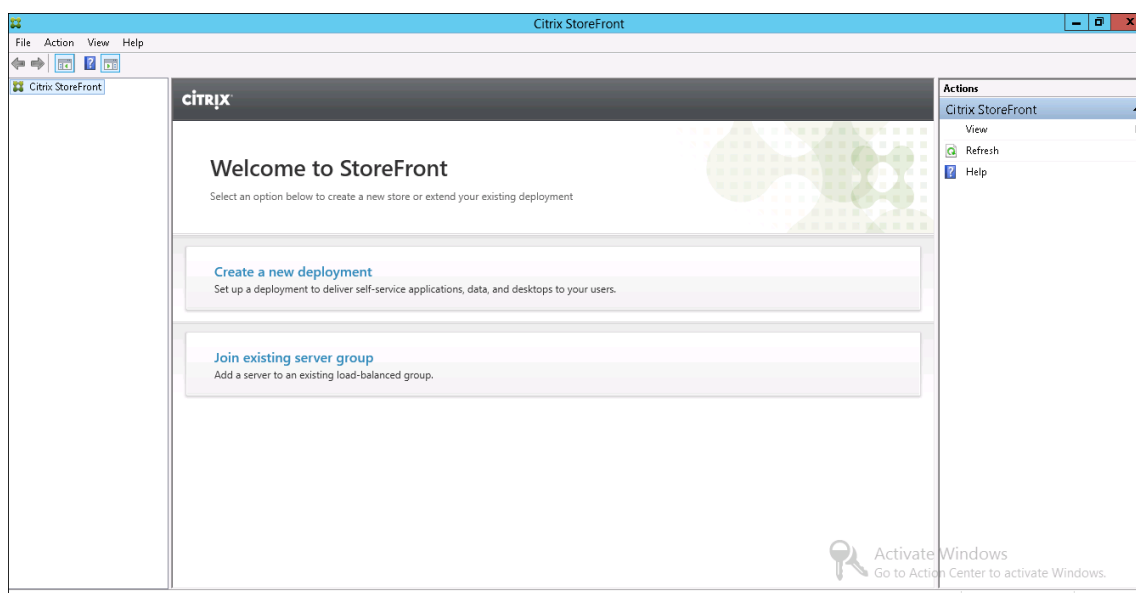 Citrix StoreFront
File Action View Help
Citrix StoreFront
CITRIX
Welcome to StoreFront
Select an option below to create a new store or extend your existing deployment
Create a new deployment
Set up a deployment to deliver self-service applications, data, and desktops to your users.
Join existing server group
Add a server to an existing load-balanced group.
Actions
Citrix StoreFront
View
Refresh
Help
Activate Windows
Go to Action Center to activate Windows.